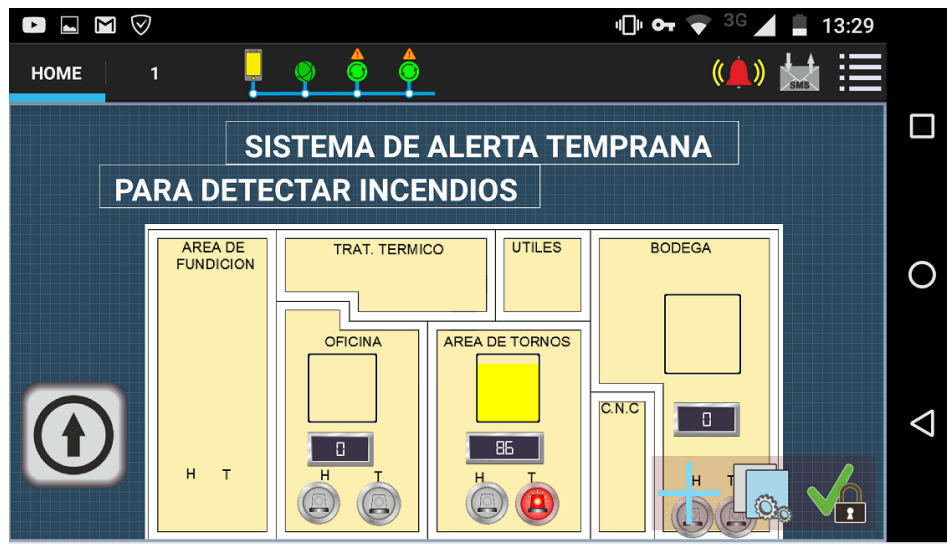 3G
13:29
HOME
1
SMS
SISTEMA DE ALERTA TEMPRANA
PARA DETECTAR INCENDIOS
AREA DE
FUNDICION
TRAT. TERMICO
UTILES
BODEGA
OFICINA
AREA DE TORNOS
C.N.C
0
86
0
H T
H T
H T
H T